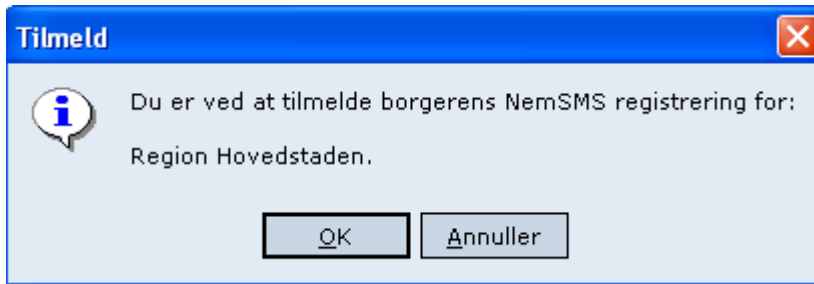 Tilmeld
Du er ved at tilmelde borgerens NemSMS registrering for:
Region Hovedstaden.
OK
Annuller